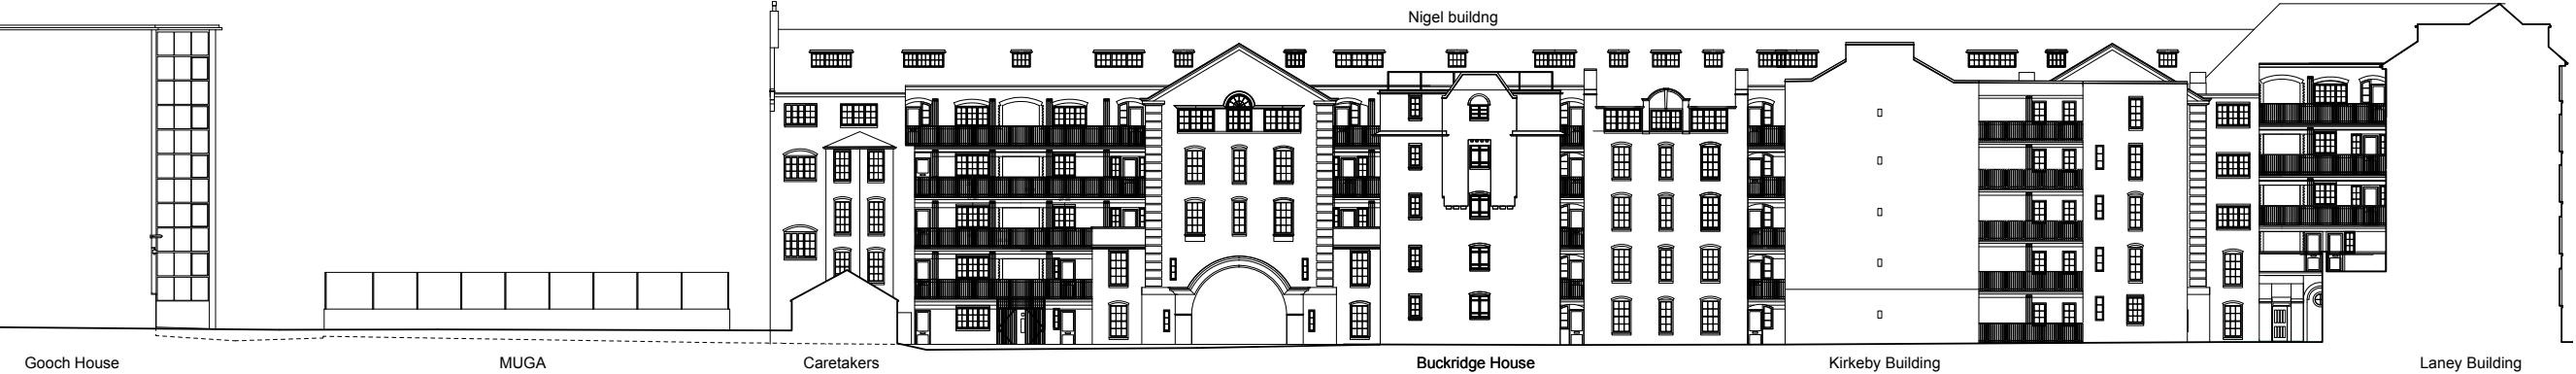 Nigel buildng
Gooch House
MUGA
Caretakers
Buckridge House
Kirkeby Building
Laney Building